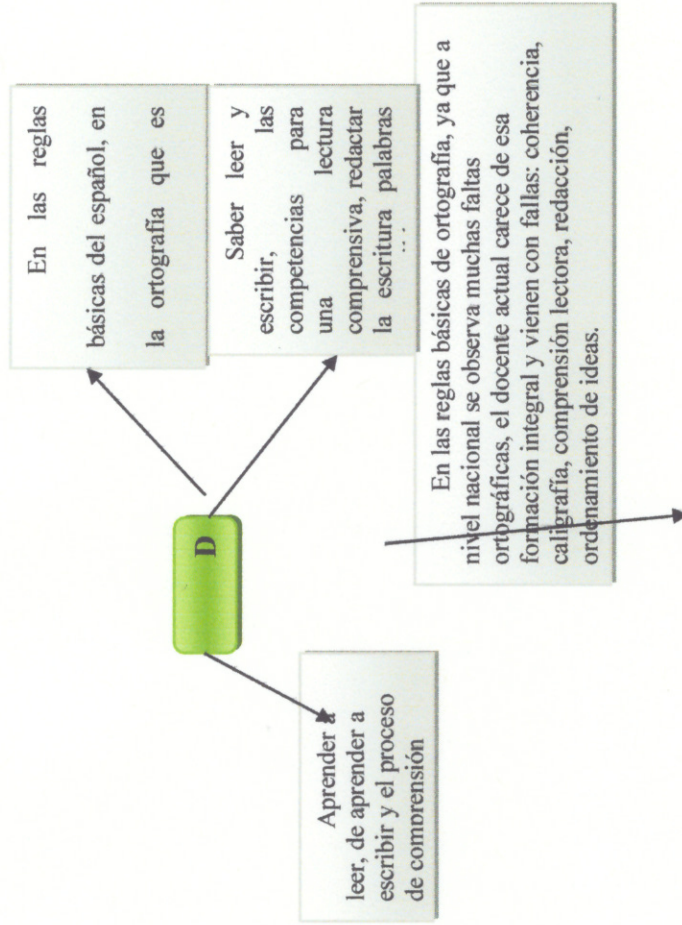 D
En las reglas
básicas del español, en
la ortografía que es
Saber leer y
escribir, las
competencias para
una lectura
comprensiva, redactar
la escritura palabras
En las reglas básicas de ortografía, ya que a
nivel nacional se observa muchas faltas
ortográficas, el docente actual carece de esa
formación integral y vienen con fallas: coherencia,
caligrafía, comprensión lectora, redacción,
ordenamiento de ideas.
Aprender a
leer, de aprender a
escribir y el proceso
de comprensión